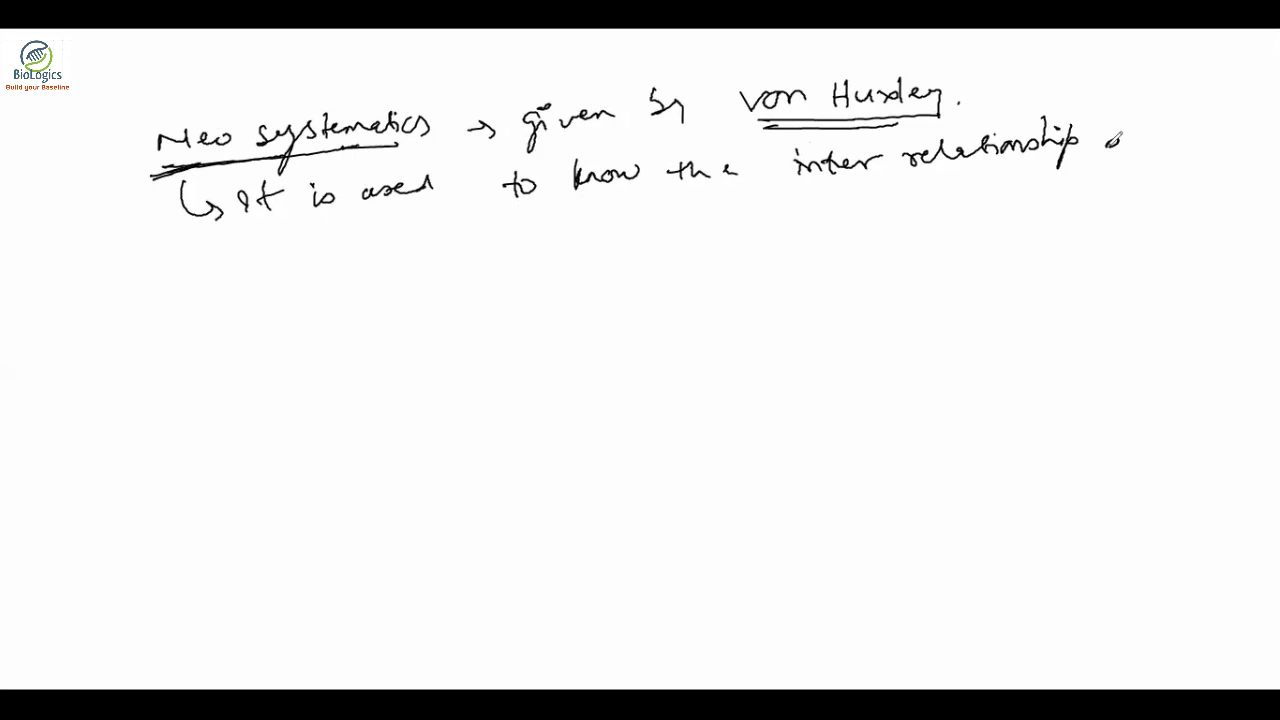 BioLogics
Build your Baseline
Neo systematics → given by von Huxley.
↳ It is used to know the inter relationship o